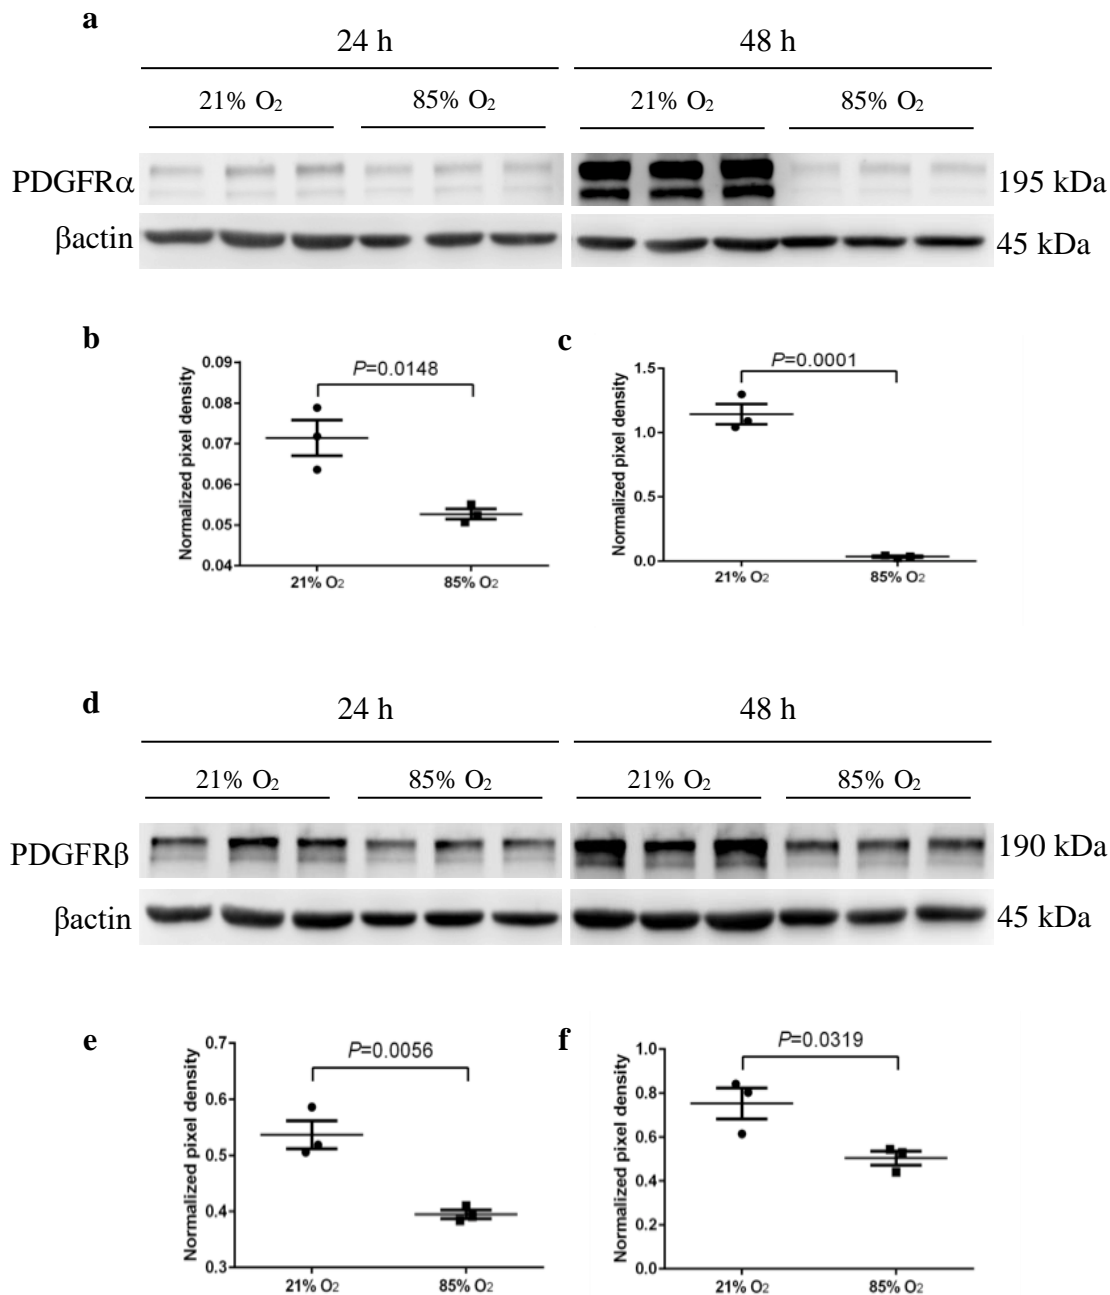 a
24 h
48 h
21% O₂
85% O₂
21% O₂
85% O₂
PDGFRα
195 kDa
βactin
45 kDa
b
Normalized pixel density
0.09
0.08
0.07
0.06
0.05
0.04
P=0.0148
21% O₂
85% O₂
c
Normalized pixel density
1.5
1.0
0.5
0.0
P=0.0001
21% O₂
85% O₂
d
24 h
48 h
21% O₂
85% O₂
21% O₂
85% O₂
PDGFRβ
190 kDa
βactin
45 kDa
e
Normalized pixel density
0.7
0.6
0.5
0.4
0.3
P=0.0056
21% O₂
85% O₂
f
Normalized pixel density
1.0
0.8
0.6
0.4
0.2
0.0
P=0.0319
21% O₂
85% O₂